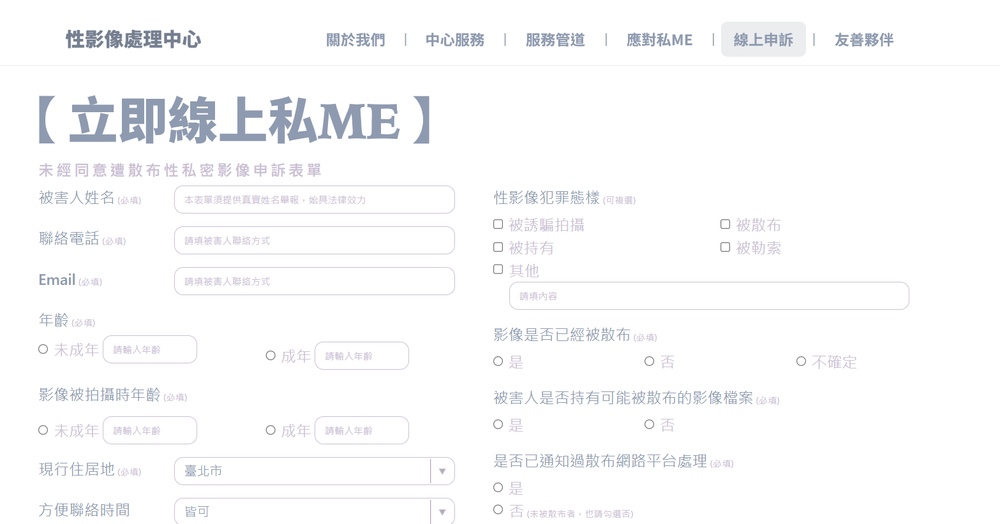 性影像處理中心
關於我們 | 中心服務 | 服務管道 | 應對私ME | 線上申訴 | 友善夥伴
【立即線上私ME】
未經同意遭散布性私密影像申訴表單
被害人姓名 (必填)
本表單須提供真實姓名舉報，始具法律效力
聯絡電話 (必填)
請填被害人聯絡方式
Email (必填)
請填被害人聯絡方式
年齡 (必填)
未成年 請輸入年齡
成年 請輸入年齡
影像被拍攝時年齡 (必填)
未成年 請輸入年齡
成年 請輸入年齡
現行住居地 (必填)
臺北市
方便聯絡時間
皆可
性影像犯罪態樣 (可複選)
被誘騙拍攝
被散布
被持有
被勒索
其他
請填內容
影像是否已經被散布 (必填)
是
否
不確定
被害人是否持有可能被散布的影像檔案 (必填)
是
否
是否已通知過散布網路平台處理 (必填)
是
否 (未被散布者，也請勾選否)